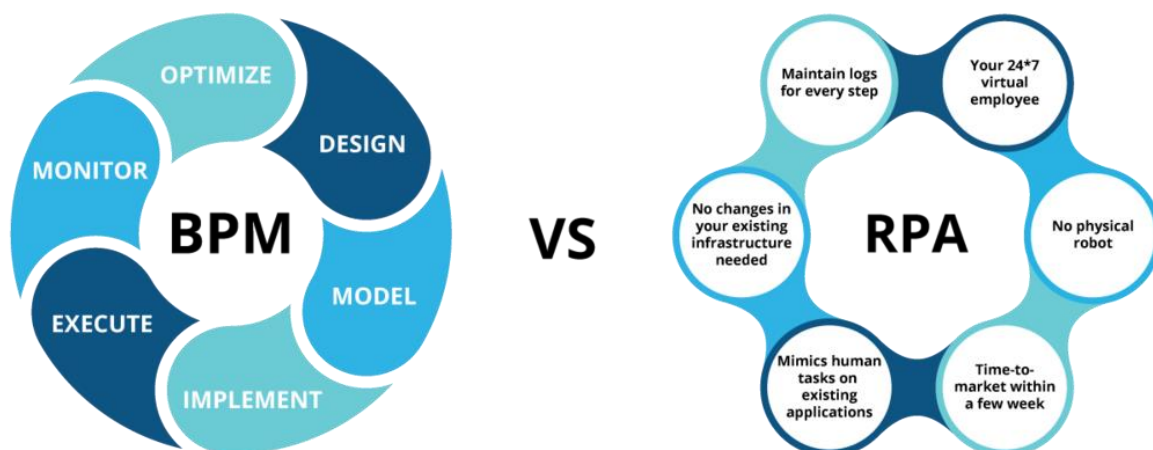 OPTIMIZE
DESIGN
MONITOR
BPM
MODEL
EXECUTE
IMPLEMENT
VS
Maintain logs
for every step
Your 24*7
virtual
employee
No changes in
your existing
infrastructure
needed
RPA
No physical
robot
Mimics human
tasks on
existing
applications
Time-to-
market within
a few week